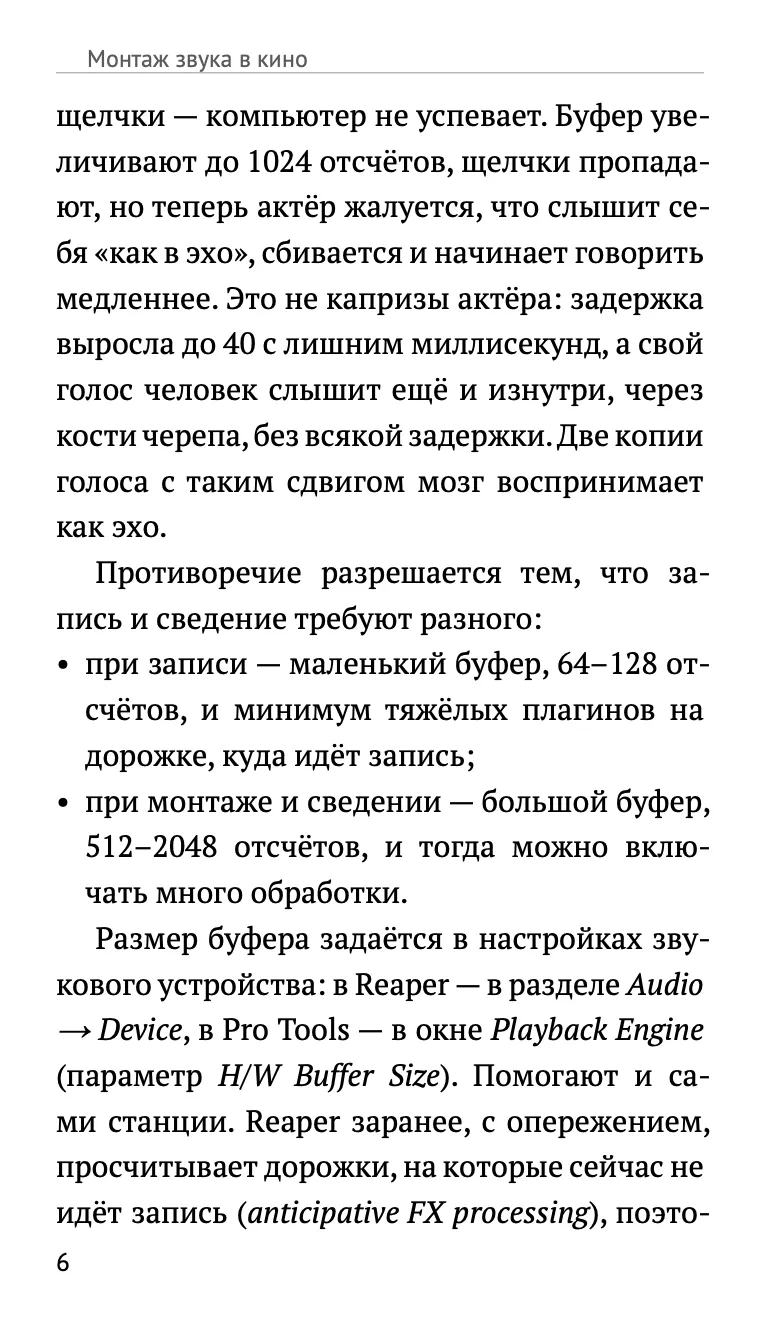 Монтаж звука в кино
щелчки — компьютер не успевает. Буфер уве-
личивают до 1024 отсчётов, щелчки пропада-
ют, но теперь актёр жалуется, что слышит се-
бя «как в эхо», сбивается и начинает говорить
медленнее. Это не капризы актёра: задержка
выросла до 40 с лишним миллисекунд, а свой
голос человек слышит ещё и изнутри, через
кости черепа, без всякой задержки. Две копии
голоса с таким сдвигом мозг воспринимает
как эхо.
Противоречие разрешается тем, что за-
пись и сведение требуют разного:
• при записи — маленький буфер, 64–128 от-
счётов, и минимум тяжёлых плагинов на
дорожке, куда идёт запись;
• при монтаже и сведении — большой буфер,
512–2048 отсчётов, и тогда можно вклю-
чать много обработки.
Размер буфера задаётся в настройках зву-
кового устройства: в Reaper — в разделе Audio
→ Device, в Pro Tools — в окне Playback Engine
(параметр H/W Buffer Size). Помогают и са-
ми станции. Reaper заранее, с опережением,
просчитывает дорожки, на которые сейчас не
идёт запись (anticipative FX processing), поэто-
6